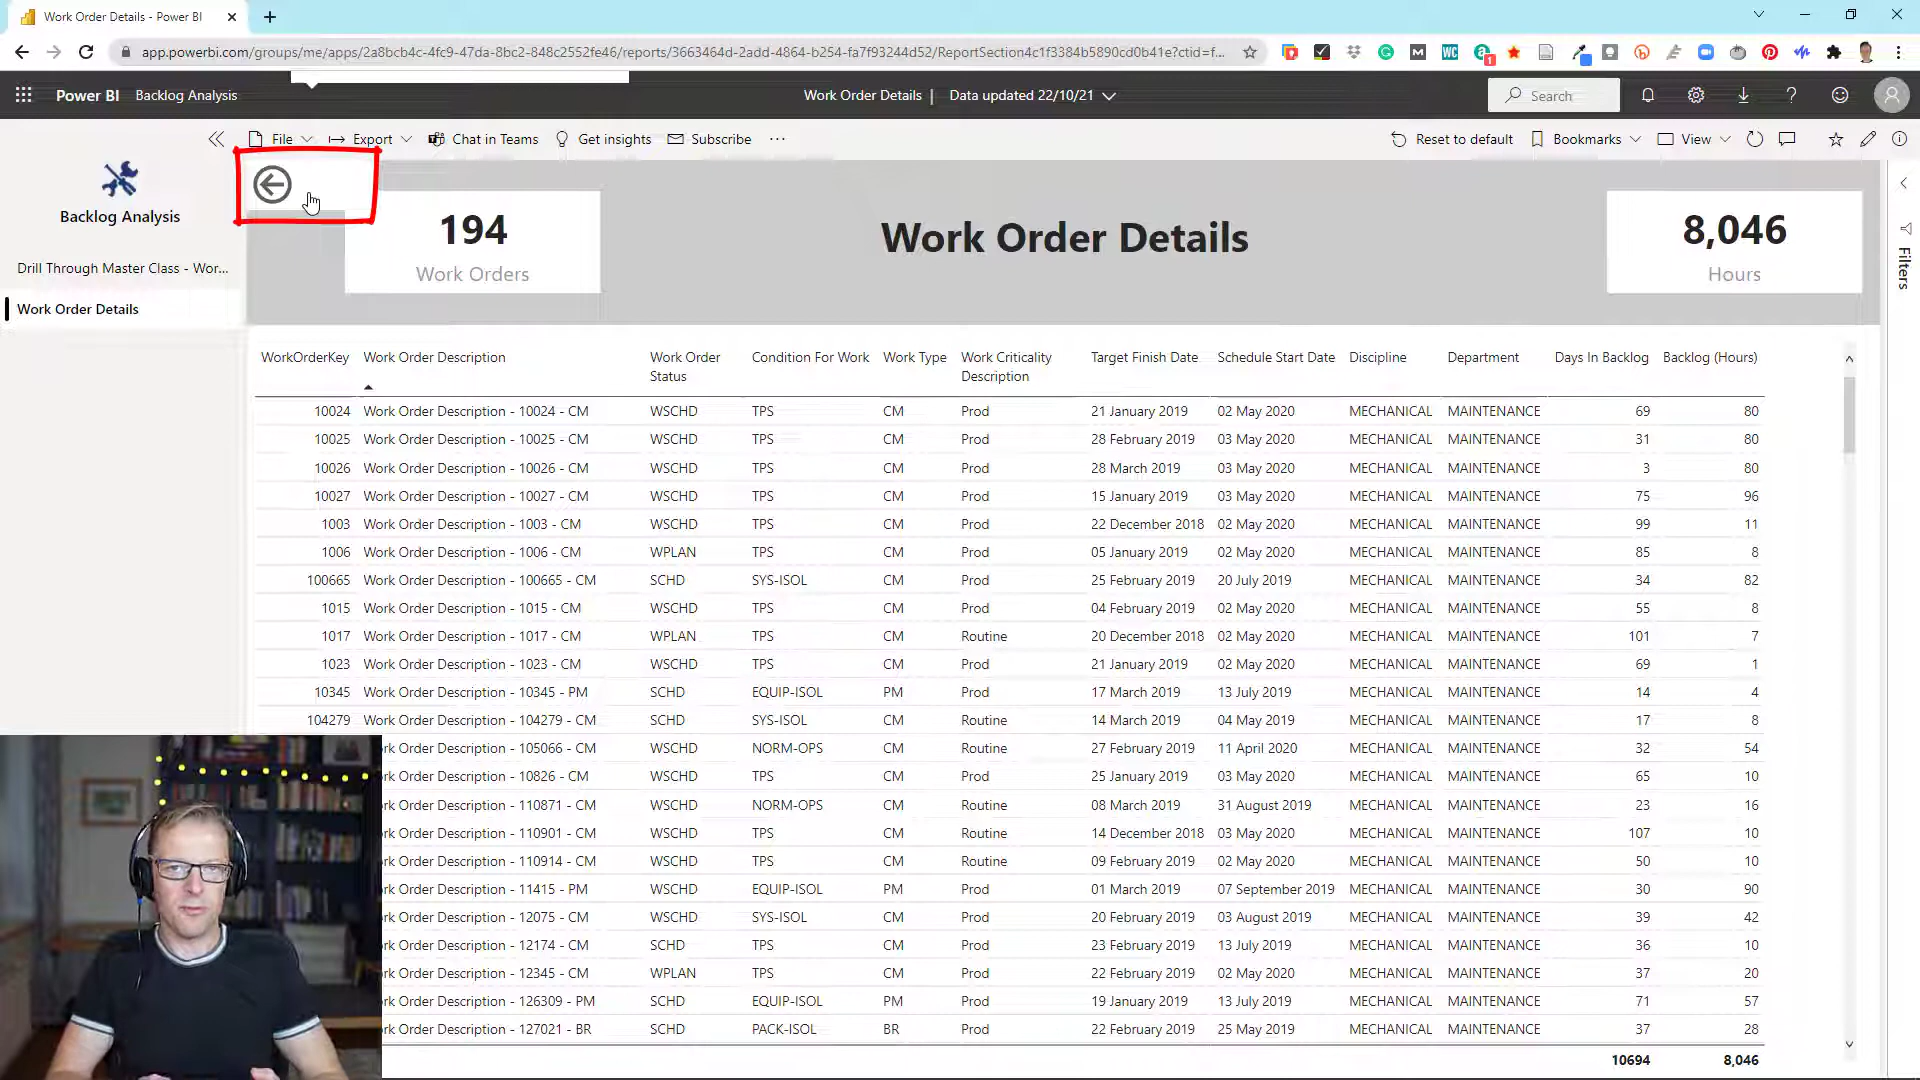 Work Order Details - Power BI
app.powerbi.com/groups/me/apps/2a8bcb4c-4fc9-47da-8bc2-848c2552fe46/reports/3663464d-2add-4864-b254-fa7f93244d52/ReportSection4c1f3384b5890cd0b41e?ctid=f...
Power BI Backlog Analysis Work Order Details | Data updated 22/10/21 Search
File Export Chat in Teams Get insights Subscribe ... Reset to default Bookmarks View
Backlog Analysis
Drill Through Master Class - Wor...
Work Order Details
194
Work Orders
Work Order Details
8,046
Hours
Filters
WorkOrderKey Work Order Description Work Order Status Condition For Work Work Type Work Criticality Description Target Finish Date Schedule Start Date Discipline Department Days In Backlog Backlog (Hours)
10024 Work Order Description - 10024 - CM WSCHD TPS CM Prod 21 January 2019 02 May 2020 MECHANICAL MAINTENANCE 69 80
10025 Work Order Description - 10025 - CM WSCHD TPS CM Prod 28 February 2019 03 May 2020 MECHANICAL MAINTENANCE 31 80
10026 Work Order Description - 10026 - CM WSCHD TPS CM Prod 28 March 2019 03 May 2020 MECHANICAL MAINTENANCE 3 80
10027 Work Order Description - 10027 - CM WSCHD TPS CM Prod 15 January 2019 03 May 2020 MECHANICAL MAINTENANCE 75 96
1003 Work Order Description - 1003 - CM WSCHD TPS CM Prod 22 December 2018 02 May 2020 MECHANICAL MAINTENANCE 99 11
1006 Work Order Description - 1006 - CM WPLAN TPS CM Prod 05 January 2019 02 May 2020 MECHANICAL MAINTENANCE 85 8
100665 Work Order Description - 100665 - CM SCHD SYS-ISOL CM Prod 25 February 2019 20 July 2019 MECHANICAL MAINTENANCE 34 82
1015 Work Order Description - 1015 - CM WSCHD TPS CM Prod 04 February 2019 02 May 2020 MECHANICAL MAINTENANCE 55 8
1017 Work Order Description - 1017 - CM WPLAN TPS CM Routine 20 December 2018 02 May 2020 MECHANICAL MAINTENANCE 101 7
1023 Work Order Description - 1023 - CM WSCHD TPS CM Prod 21 January 2019 02 May 2020 MECHANICAL MAINTENANCE 69 1
10345 Work Order Description - 10345 - PM SCHD EQUIP-ISOL PM Prod 17 March 2019 13 July 2019 MECHANICAL MAINTENANCE 14 4
104279 Work Order Description - 104279 - CM SCHD SYS-ISOL CM Routine 14 March 2019 04 May 2019 MECHANICAL MAINTENANCE 17 8
rk Order Description - 105066 - CM WSCHD NORM-OPS CM Routine 27 February 2019 11 April 2020 MECHANICAL MAINTENANCE 32 54
rk Order Description - 10826 - CM WSCHD TPS CM Prod 25 January 2019 03 May 2020 MECHANICAL MAINTENANCE 65 10
rk Order Description - 110871 - CM WSCHD NORM-OPS CM Routine 08 March 2019 31 August 2019 MECHANICAL MAINTENANCE 23 16
rk Order Description - 110901 - CM WSCHD TPS CM Routine 14 December 2018 03 May 2020 MECHANICAL MAINTENANCE 107 10
rk Order Description - 110914 - CM WSCHD TPS CM Routine 09 February 2019 02 May 2020 MECHANICAL MAINTENANCE 50 10
rk Order Description - 11415 - PM WSCHD EQUIP-ISOL PM Prod 01 March 2019 07 September 2019 MECHANICAL MAINTENANCE 30 90
rk Order Description - 12075 - CM WSCHD SYS-ISOL CM Prod 20 February 2019 03 August 2019 MECHANICAL MAINTENANCE 39 42
rk Order Description - 12174 - CM SCHD TPS CM Prod 23 February 2019 13 July 2019 MECHANICAL MAINTENANCE 36 10
rk Order Description - 12345 - CM WPLAN TPS CM Prod 22 February 2019 02 May 2020 MECHANICAL MAINTENANCE 37 20
rk Order Description - 126309 - PM SCHD EQUIP-ISOL PM Prod 19 January 2019 13 July 2019 MECHANICAL MAINTENANCE 71 57
rk Order Description - 127021 - BR SCHD PACK-ISOL BR Prod 22 February 2019 25 May 2019 MECHANICAL MAINTENANCE 37 28
10694 8,046